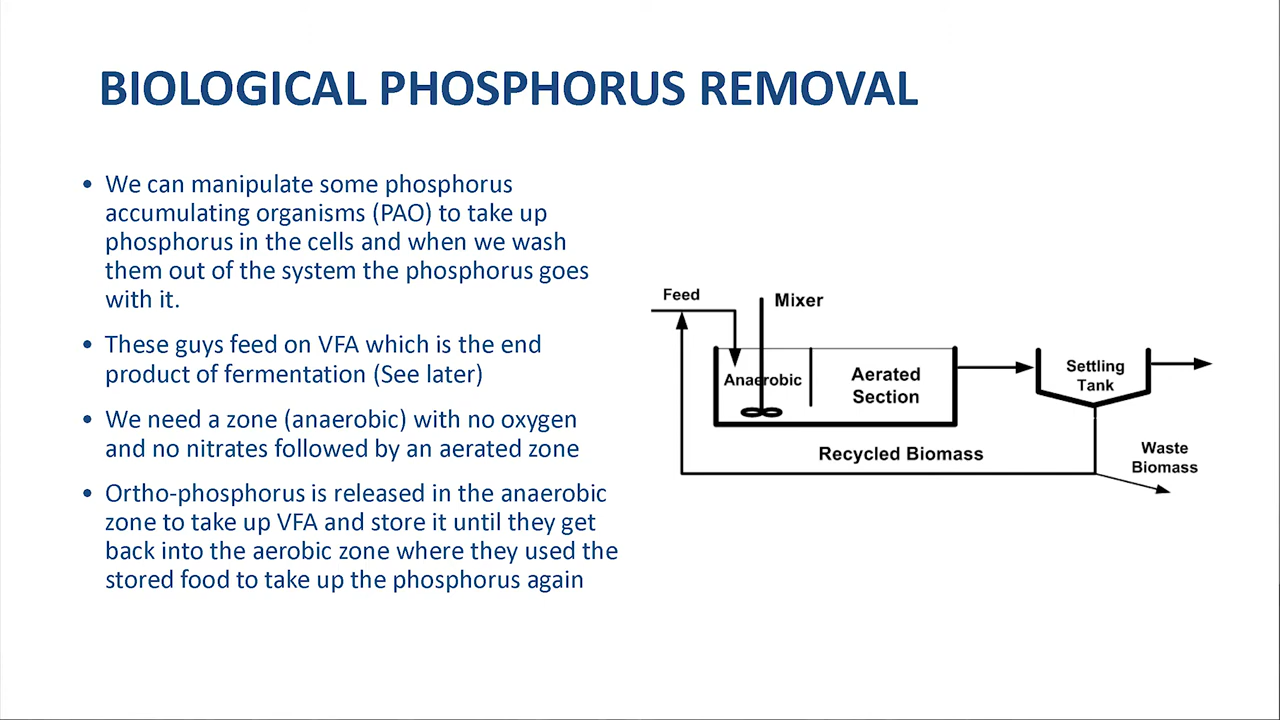 BIOLOGICAL PHOSPHORUS REMOVAL
• We can manipulate some phosphorus
accumulating organisms (PAO) to take up
phosphorus in the cells and when we wash
them out of the system the phosphorus goes
with it.
• These guys feed on VFA which is the end
product of fermentation (See later)
• We need a zone (anaerobic) with no oxygen
and no nitrates followed by an aerated zone
• Ortho-phosphorus is released in the anaerobic
zone to take up VFA and store it until they get
back into the aerobic zone where they used the
stored food to take up the phosphorus again
Feed
Mixer
Anaerobic
Aerated
Section
Settling
Tank
Recycled Biomass
Waste
Biomass